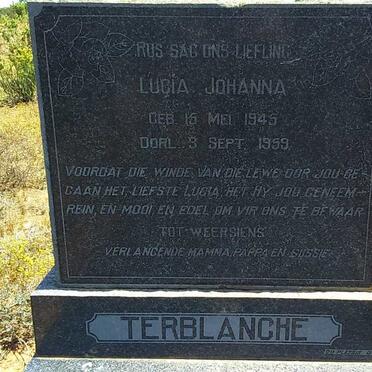 RUS SAG ONS LIEFLING
LUCIA JOHANNA
GEB. 15 MEI 1945
OORL. 3 SEPT. 1959
VOORDAT DIE WINDE VAN DIE LEWE OOR JOU GE-
GAAN HET, LIEFSTE LUCIA, HET HY JOU GENEEM—
REIN, EN MOOI EN EDEL OM VIR ONS TE BEWAAR
TOT WEERSIENS
VERLANGENDE MAMMA, PAPPA EN SUSSIE
TERBLANCHE